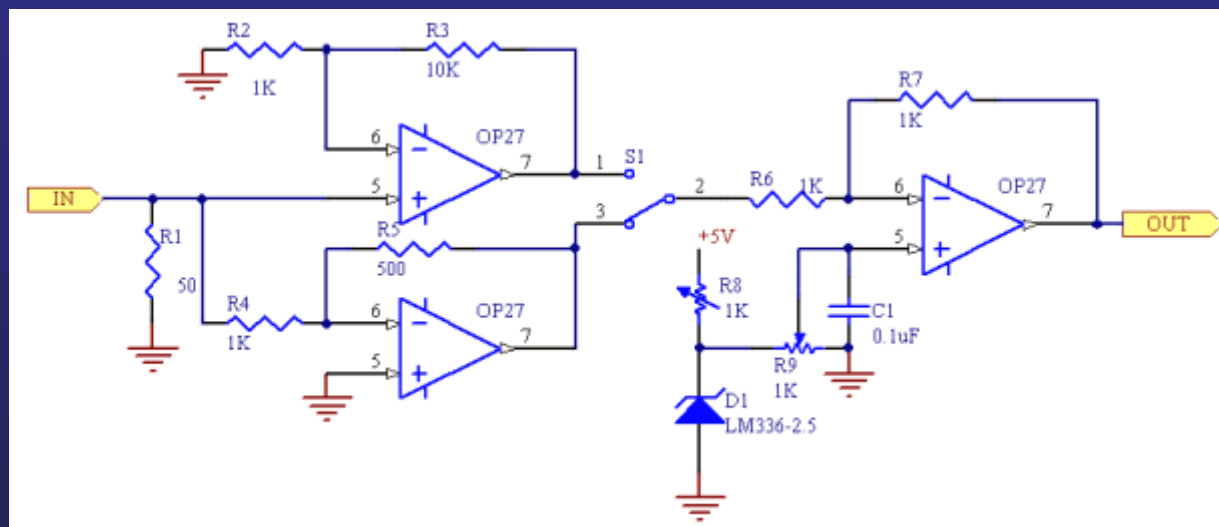 R2
1K
R3
10K
6
OP27
5
7
1
S1
IN
R1
50
R5
500
3
2
R6
1K
R7
1K
6
OP27
5
7
OUT
R4
1K
6
OP27
5
7
+5V
R8
1K
C1
0.1uF
R9
1K
D1
LM336-2.5